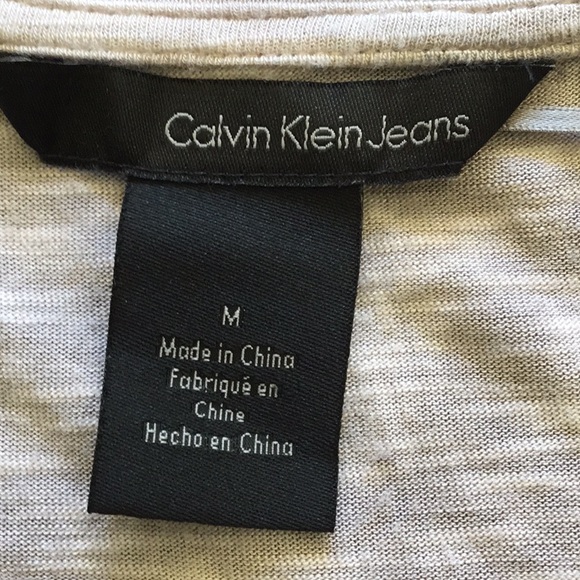 Calvin Klein Jeans
M
Made in China
Fabriqué en
Chine
Hecho en China